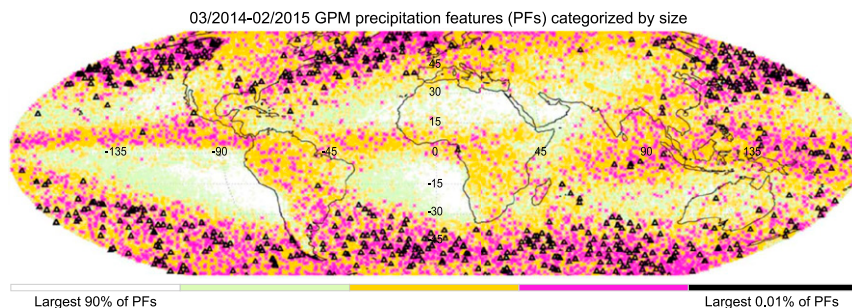 03/2014-02/2015 GPM precipitation features (PFs) categorized by size
45
30
15
-135 -90 -45 0 45 90 135
-15
-30
-45
Largest 90% of PFs Largest 0.01% of PFs